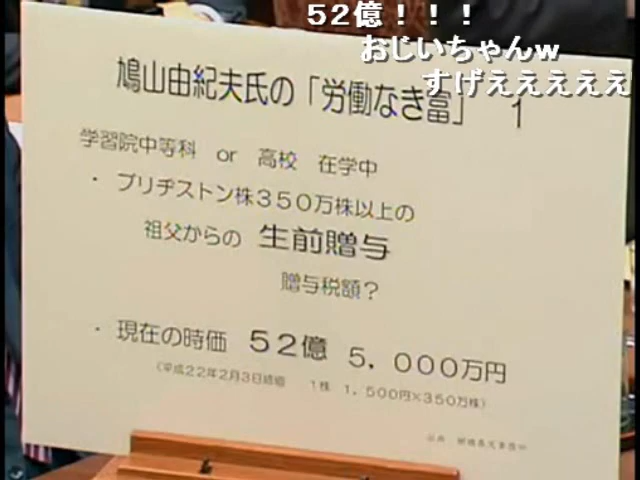 52億！！！
おじいちゃんw
すげえええええ
鳩山由紀夫氏の「労働なき富」　1
学習院中等科　or　高校　在学中
・ブリヂストン株350万株以上の
祖父からの　生前贈与
贈与税額？
・現在の時価　52億　5，000万円
（平成22年2月3日終値　1株　1，500円×350万株）